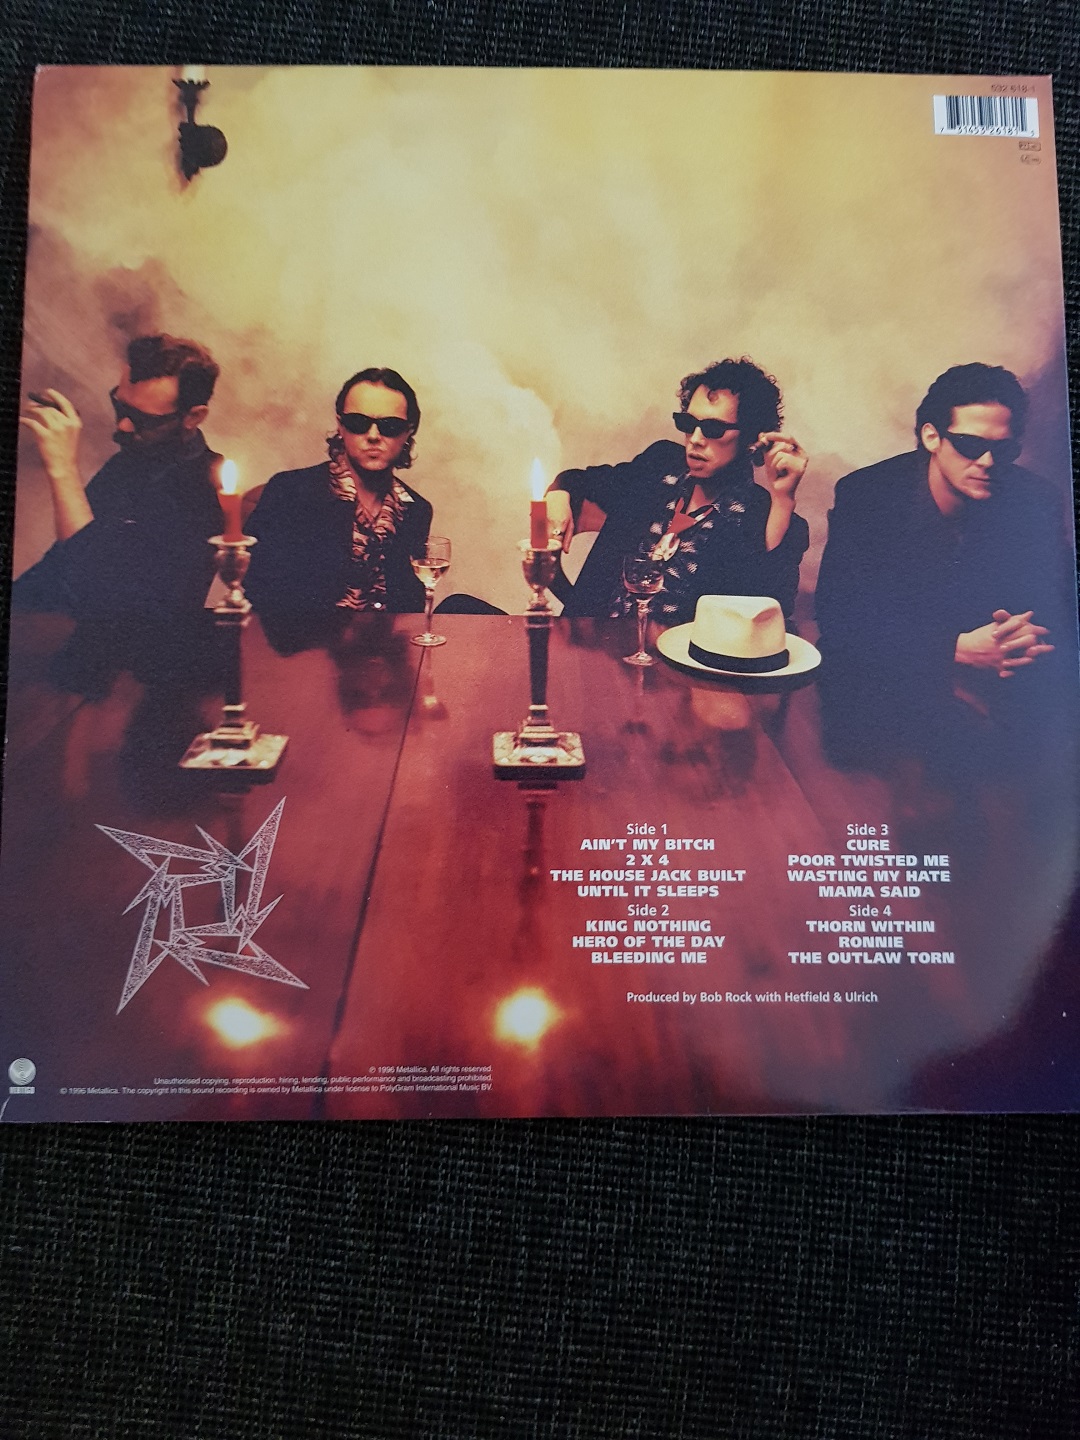 532 618-1
7 31453 26181 3
Side 1
AIN'T MY BITCH
2 X 4
THE HOUSE JACK BUILT
UNTIL IT SLEEPS
Side 2
KING NOTHING
HERO OF THE DAY
BLEEDING ME
Side 3
CURE
POOR TWISTED ME
WASTING MY HATE
MAMA SAID
Side 4
THORN WITHIN
RONNIE
THE OUTLAW TORN
Produced by Bob Rock with Hetfield & Ulrich
℗ 1996 Metallica. All rights reserved.
Unauthorised copying, reproduction, hiring, lending, public performance and broadcasting prohibited.
© 1996 Metallica. The copyright in this sound recording is owned by Metallica under license to PolyGram International Music BV.